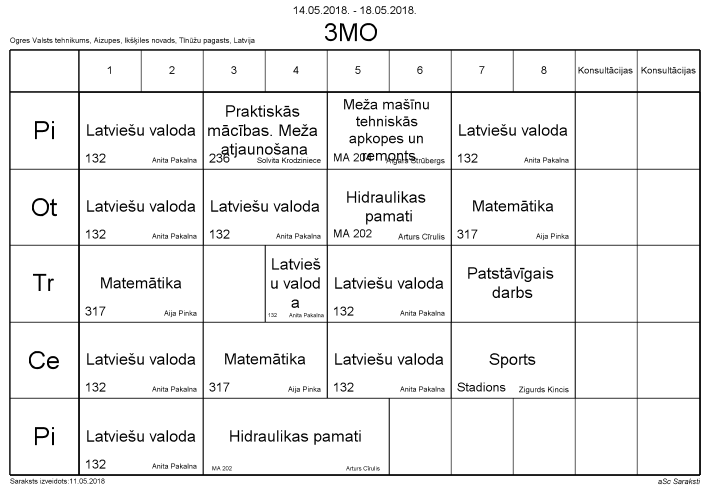 14.05.2018. - 18.05.2018.
3MO
Ogres Valsts tehnikums, Aizupes, Ikšķiles novads, Tīnūžu pagasts, Latvija
1 2 3 4 5 6 7 8 Konsultācijas Konsultācijas
Pi
Latviešu valoda
132 Anita Pakalna
Praktiskās
mācības. Meža
atjaunošana
236 Solvita Krodziniece
Meža mašīnu
tehniskās
apkopes un
remonts
MA 204 Aigars Strūbergs
Latviešu valoda
132 Anita Pakalna
Ot
Latviešu valoda
132 Anita Pakalna
Latviešu valoda
132 Anita Pakalna
Hidraulikas
pamati
MA 202 Arturs Cīrulis
Matemātika
317 Aija Pinka
Tr
Matemātika
317 Aija Pinka
Latvieš
u valod
a
132 Anita Pakalna
Latviešu valoda
132 Anita Pakalna
Patstāvīgais
darbs
Ce
Latviešu valoda
132 Anita Pakalna
Matemātika
317 Aija Pinka
Latviešu valoda
132 Anita Pakalna
Sports
Stadions Zigurds Kincis
Pi
Latviešu valoda
132 Anita Pakalna
Hidraulikas pamati
MA 202 Arturs Cīrulis
Saraksts izveidots:11.05.2018
aSc Saraksti